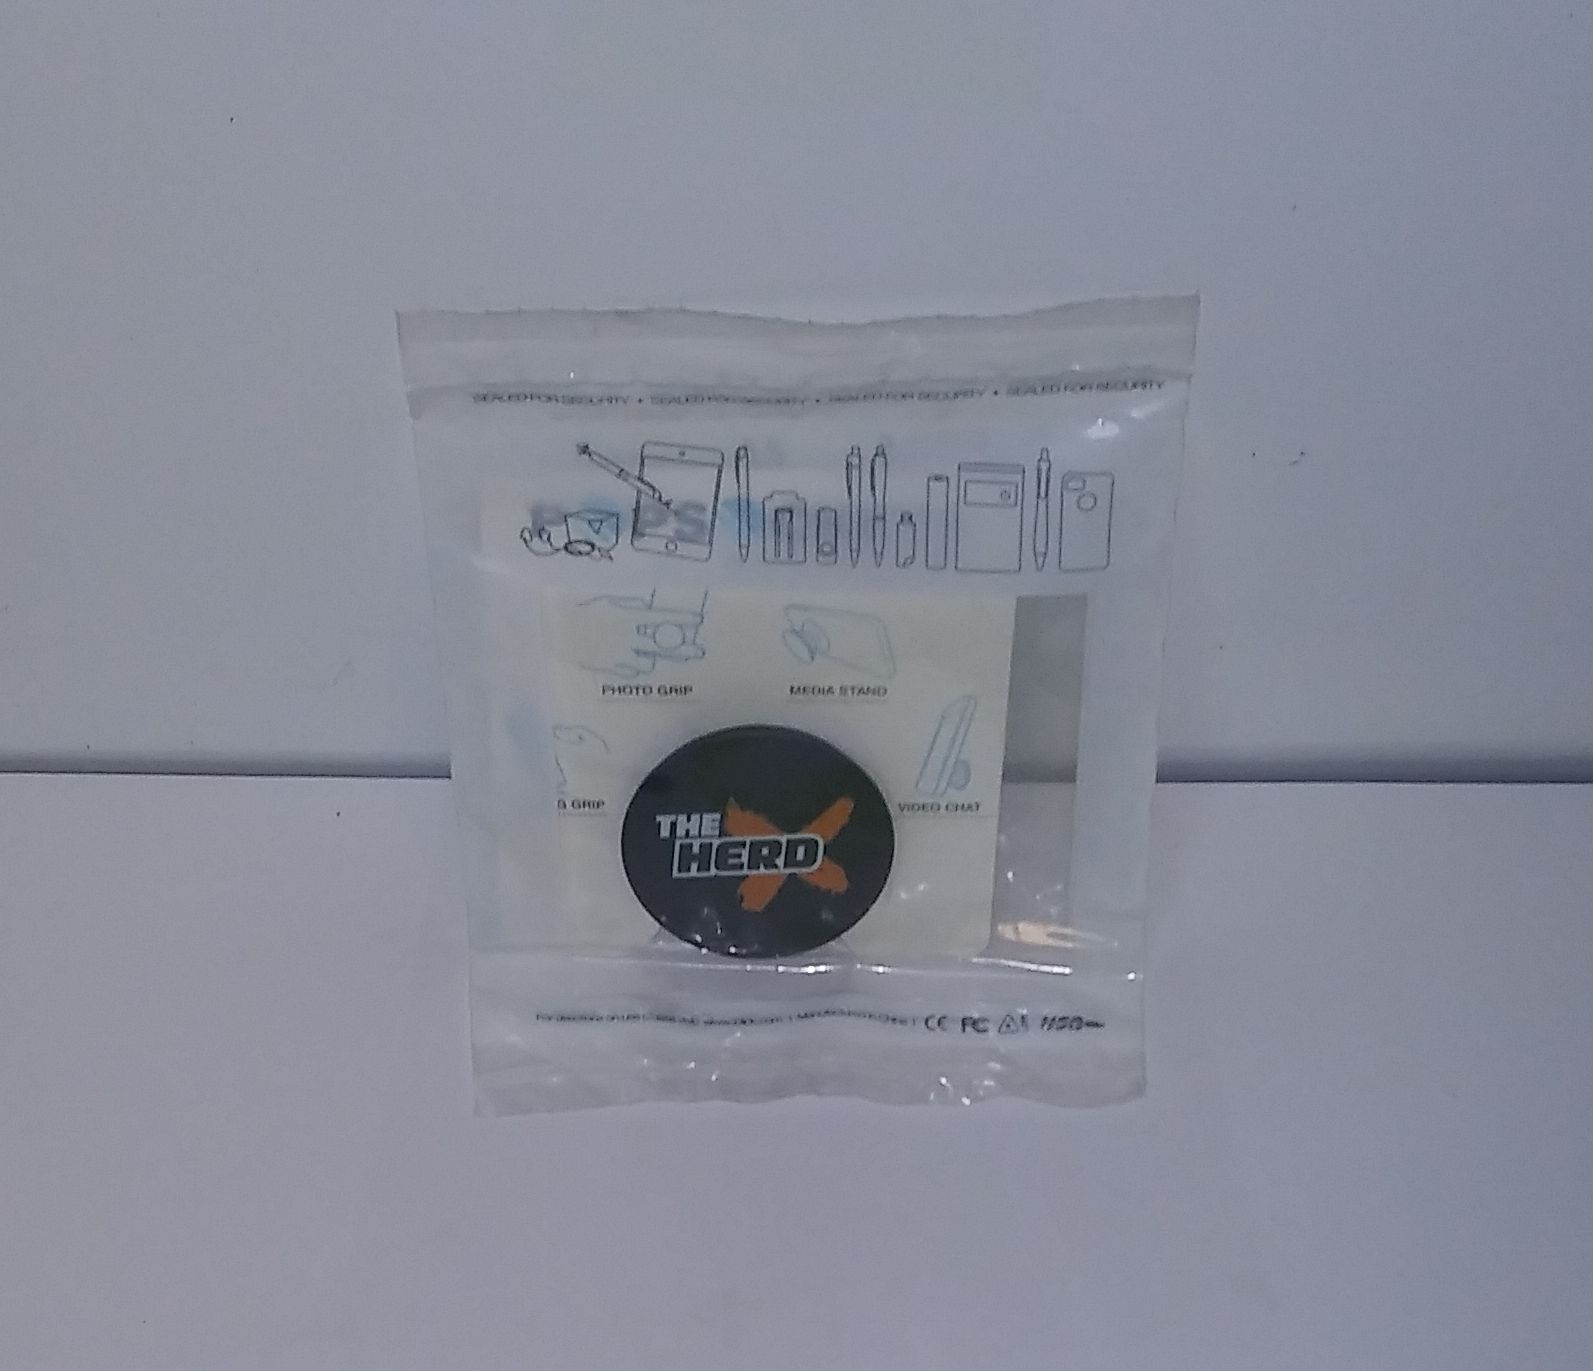 SEALED FOR SECURITY • SEALED FOR SECURITY • SEALED FOR SECURITY • SEALED FOR SECURITY
PHOTO GRIP
MEDIA STAND
G GRIP
VIDEO CHAT
THE
HERD
CE FC